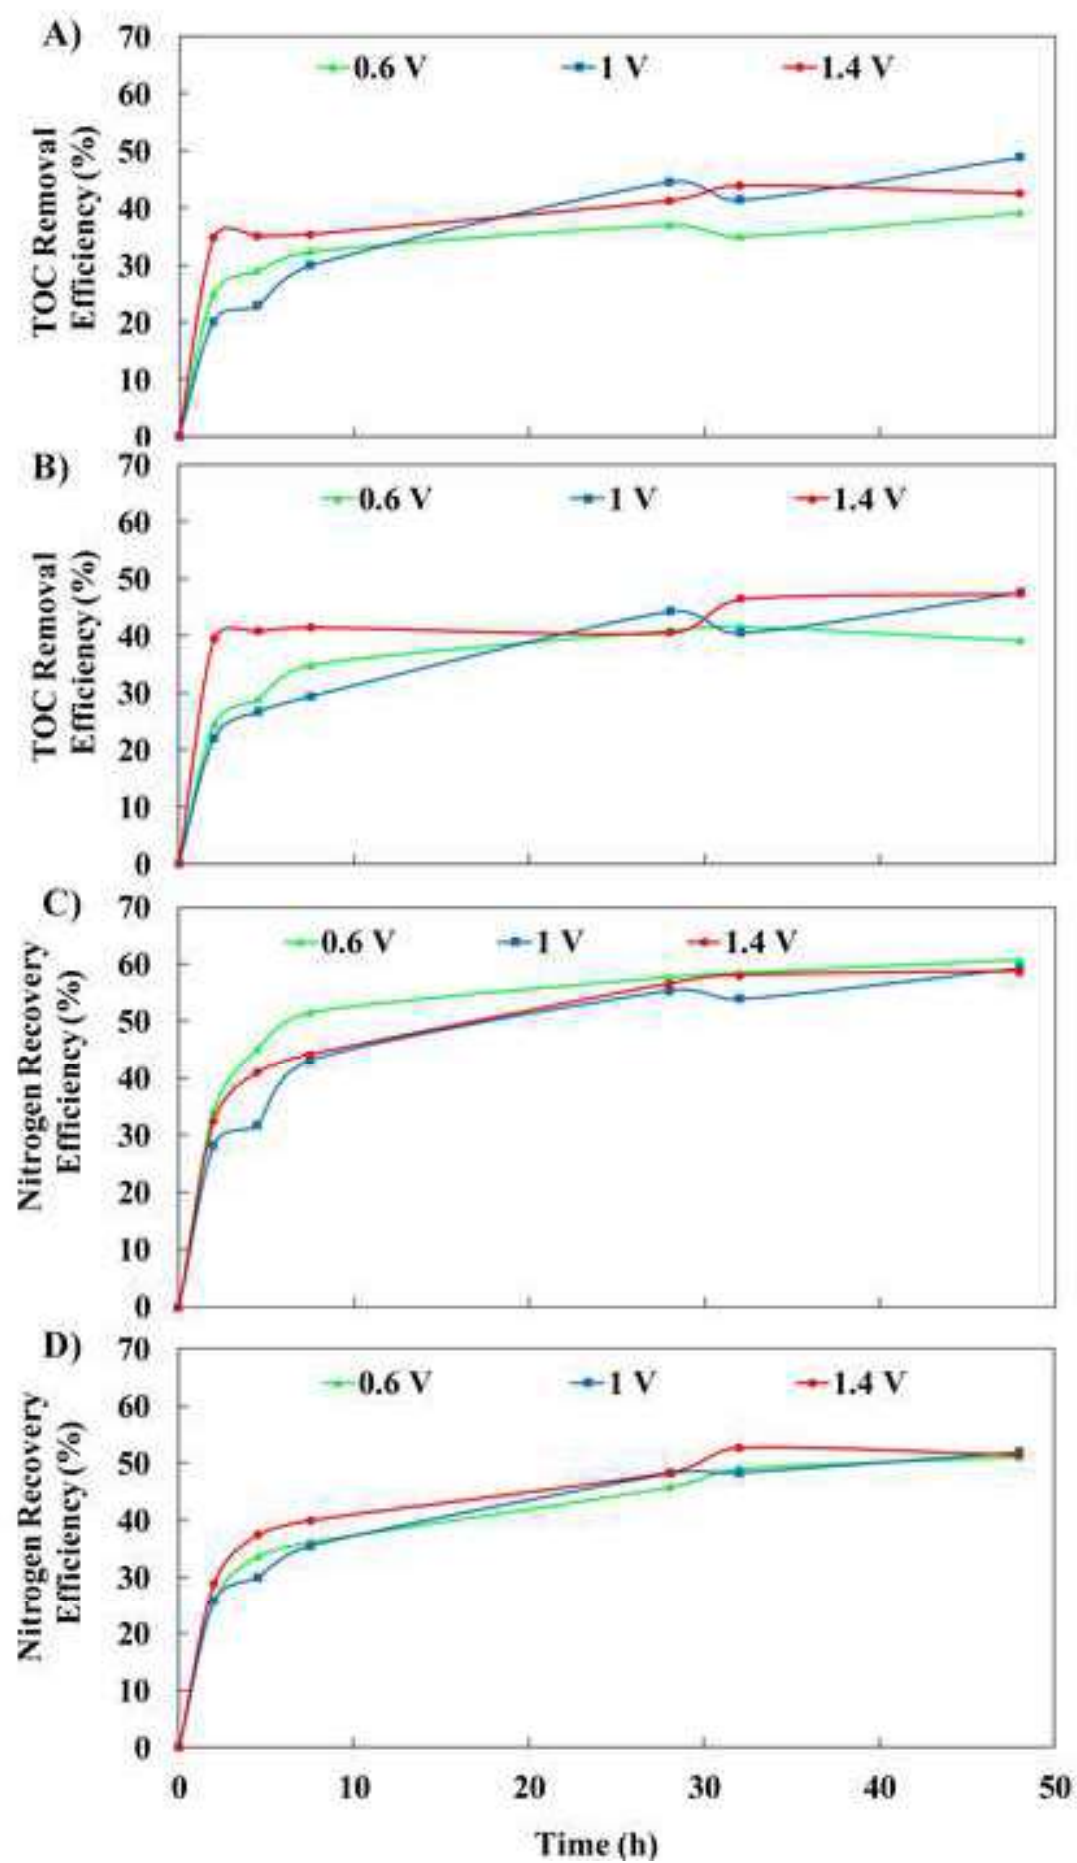 A)
TOC Removal
Efficiency (%)
70
0.6 V 1 V 1.4 V
60
50
40
30
20
10
0
B)
TOC Removal
Efficiency (%)
70
0.6 V 1 V 1.4 V
60
50
40
30
20
10
0
C)
Nitrogen Recovery
Efficiency (%)
70
0.6 V 1 V 1.4 V
60
50
40
30
20
10
0
D)
Nitrogen Recovery
Efficiency (%)
70
0.6 V 1 V 1.4 V
60
50
40
30
20
10
0
0 10 20 30 40 50
Time (h)